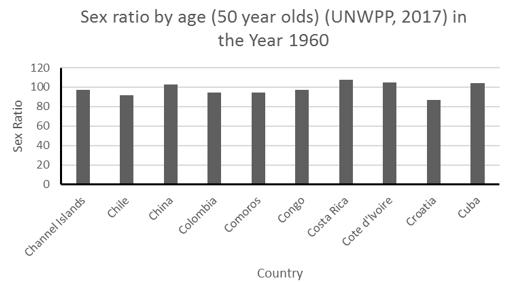 Sex ratio by age (50 year olds) (UNWPP, 2017) in
the Year 1960
120
100
80
60
40
20
0
Sex Ratio
Channel Islands
Chile
China
Colombia
Comoros
Congo
Costa Rica
Cote d'Ivoire
Croatia
Cuba
Country